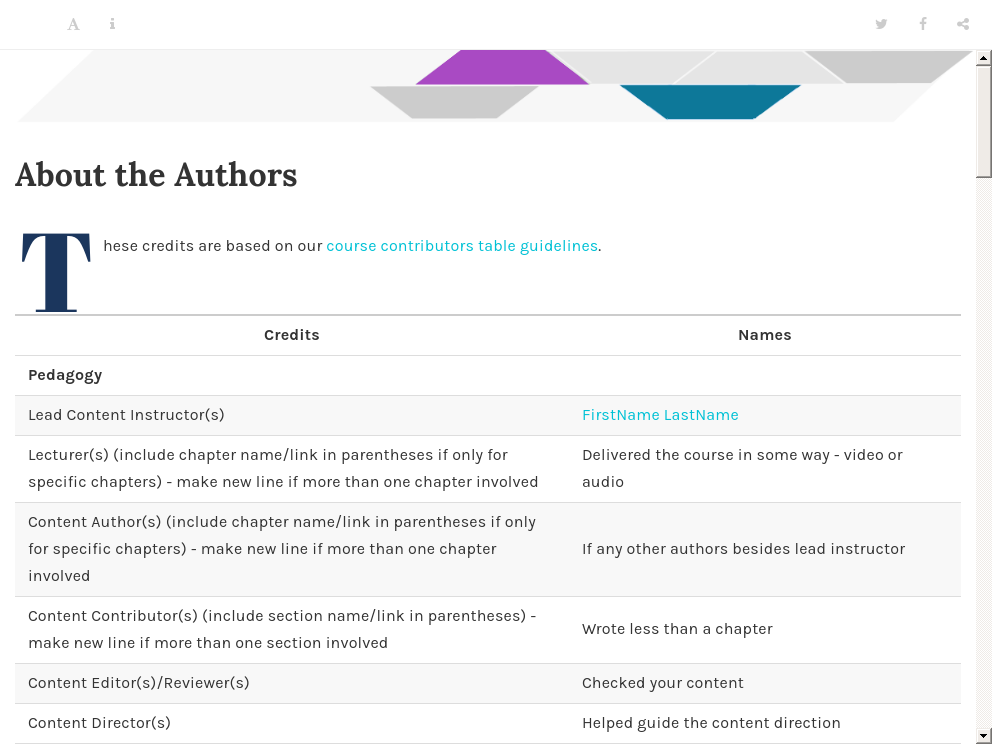 A i
About the Authors
These credits are based on our course contributors table guidelines.
Credits Names
Pedagogy
Lead Content Instructor(s) FirstName LastName
Lecturer(s) (include chapter name/link in parentheses if only for
specific chapters) - make new line if more than one chapter involved
Delivered the course in some way - video or
audio
Content Author(s) (include chapter name/link in parentheses if only
for specific chapters) - make new line if more than one chapter
involved
If any other authors besides lead instructor
Content Contributor(s) (include section name/link in parentheses) -
make new line if more than one section involved
Wrote less than a chapter
Content Editor(s)/Reviewer(s) Checked your content
Content Director(s) Helped guide the content direction